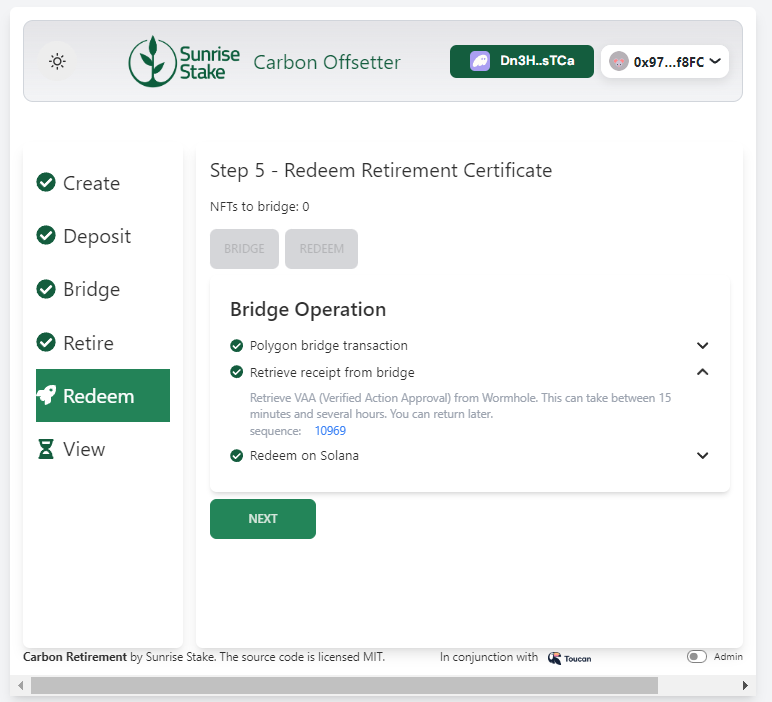 Sunrise
Stake
Carbon Offsetter
Dn3H..sTCa
0x97...f8FC
Create
Deposit
Bridge
Retire
Redeem
View
Step 5 - Redeem Retirement Certificate
NFTs to bridge: 0
BRIDGE
REDEEM
Bridge Operation
Polygon bridge transaction
Retrieve receipt from bridge
Retrieve VAA (Verified Action Approval) from Wormhole. This can take between 15
minutes and several hours. You can return later.
sequence: 10969
Redeem on Solana
NEXT
Carbon Retirement by Sunrise Stake. The source code is licensed MIT.
In conjunction with Toucan
Admin